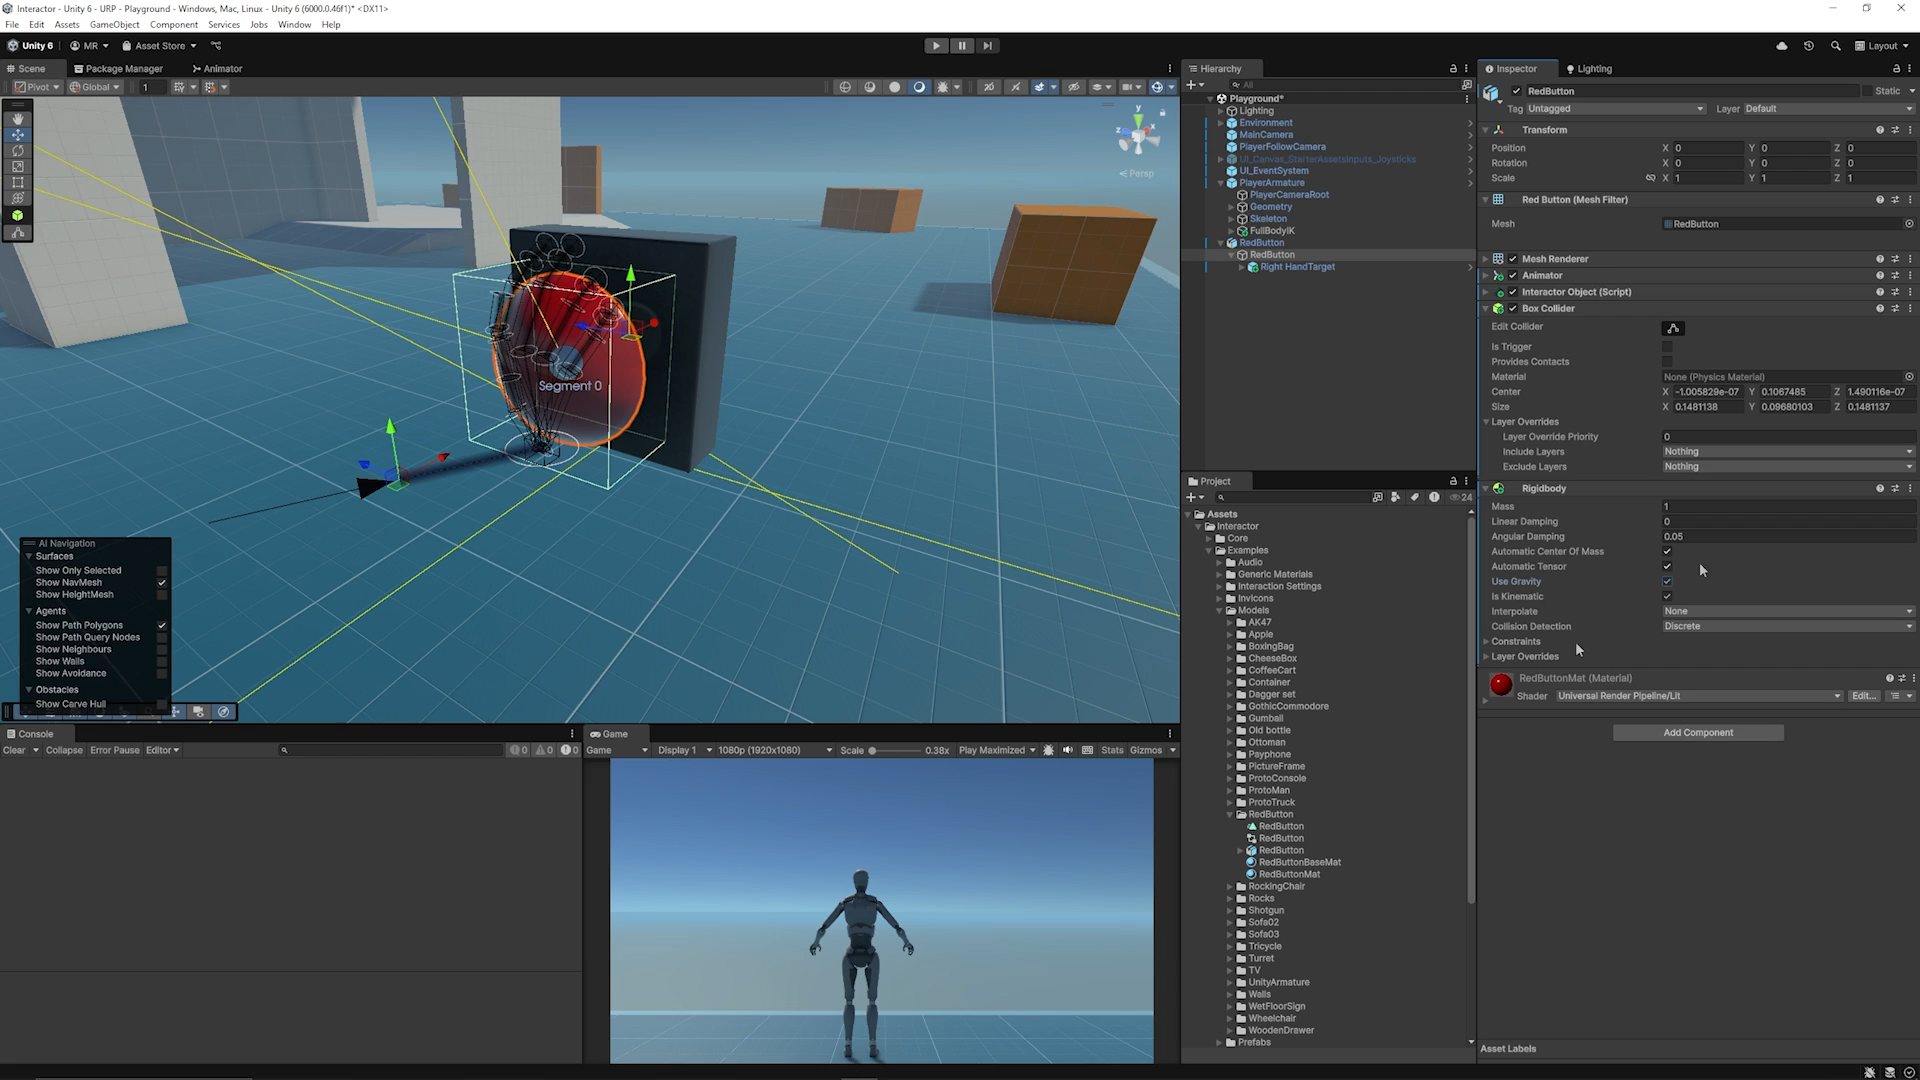 Interactor - Unity 6 - URP - Playground - Windows, Mac, Linux - Unity 6 (6000.0.46f1)* <DX11>
File Edit Assets GameObject Component Services Jobs Window Help
Unity 6 MR Asset Store Layout
Scene Package Manager Animator
Pivot Global 1 2D
y
x
z
Persp
Segment 0
AI Navigation
Surfaces
Show Only Selected
Show NavMesh
Show HeightMesh
Agents
Show Path Polygons
Show Path Query Nodes
Show Neighbours
Show Walls
Show Avoidance
Obstacles
Show Carve Hull
Console
Clear Collapse Error Pause Editor 0 0 0
Game
Game Display 1 1080p (1920x1080) Scale 0.38x Play Maximized Stats Gizmos
Hierarchy
All
Playground*
Lighting
Environment
MainCamera
PlayerFollowCamera
UI_Canvas_StarterAssetsInputs_Joysticks
UI_EventSystem
PlayerArmature
PlayerCameraRoot
Geometry
Skeleton
FullBodyIK
RedButton
RedButton
Right HandTarget
Project
24
Assets
Interactor
Core
Examples
Audio
Generic Materials
Interaction Settings
Invicons
Models
AK47
Apple
BoxingBag
CheeseBox
CoffeeCart
Container
Dagger set
GothicCommodore
Gumball
Old bottle
Ottoman
Payphone
PictureFrame
ProtoConsole
ProtoMan
ProtoTruck
RedButton
RedButton
RedButton
RedButton
RedButtonBaseMat
RedButtonMat
RockingChair
Rocks
Shotgun
Sofa02
Sofa03
Tricycle
Turret
TV
UnityArmature
Walls
WetFloorSign
Wheelchair
WoodenDrawer
Prefabs
Inspector Lighting
RedButton Static
Tag Untagged Layer Default
Transform
Position X 0 Y 0 Z 0
Rotation X 0 Y 0 Z 0
Scale X 1 Y 1 Z 1
Red Button (Mesh Filter)
Mesh RedButton
Mesh Renderer
Animator
Interactor Object (Script)
Box Collider
Edit Collider
Is Trigger
Provides Contacts
Material None (Physics Material)
Center X -1.005829e-07 Y 0.1067485 Z 1.490116e-07
Size X 0.1481138 Y 0.09680103 Z 0.1481137
Layer Overrides
Layer Override Priority 0
Include Layers Nothing
Exclude Layers Nothing
Rigidbody
Mass 1
Linear Damping 0
Angular Damping 0.05
Automatic Center Of Mass
Automatic Tensor
Use Gravity
Is Kinematic
Interpolate None
Collision Detection Discrete
Constraints
Layer Overrides
RedButtonMat (Material)
Shader Universal Render Pipeline/Lit Edit...
Add Component
Asset Labels